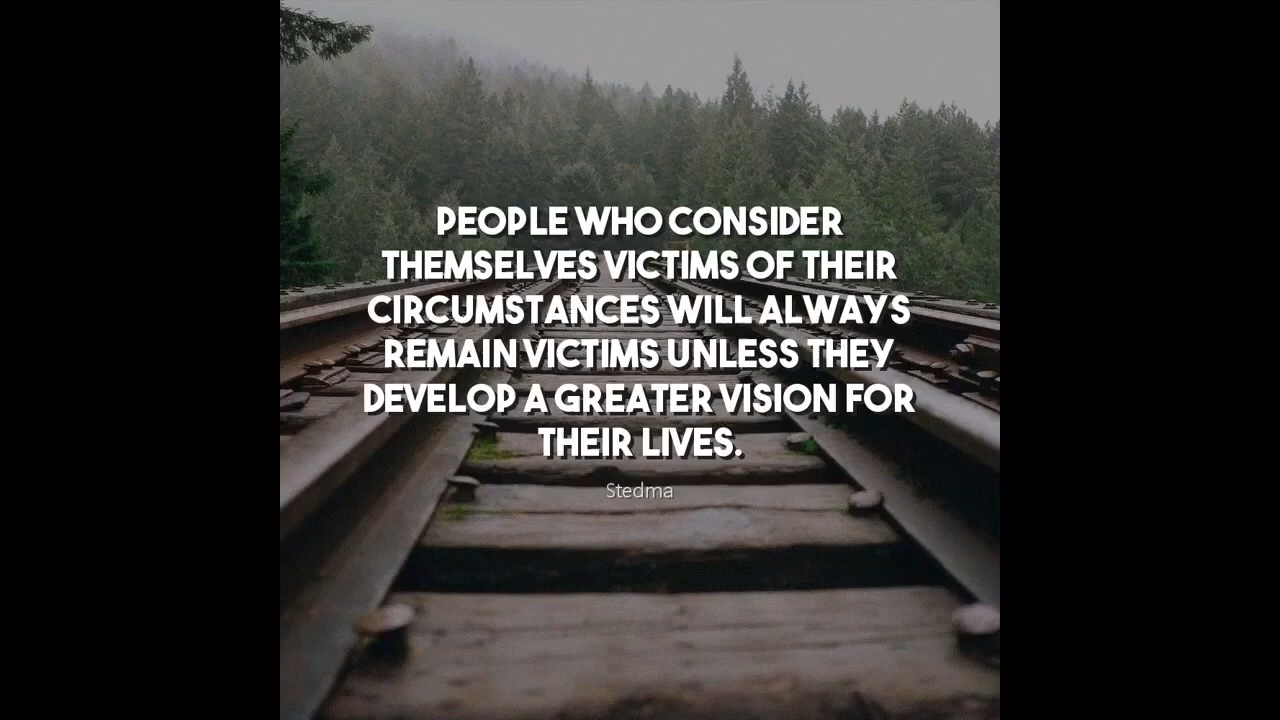 PEOPLE WHO CONSIDER
THEMSELVES VICTIMS OF THEIR
CIRCUMSTANCES WILL ALWAYS
REMAIN VICTIMS UNLESS THEY
DEVELOP A GREATER VISION FOR
THEIR LIVES.
Stedma